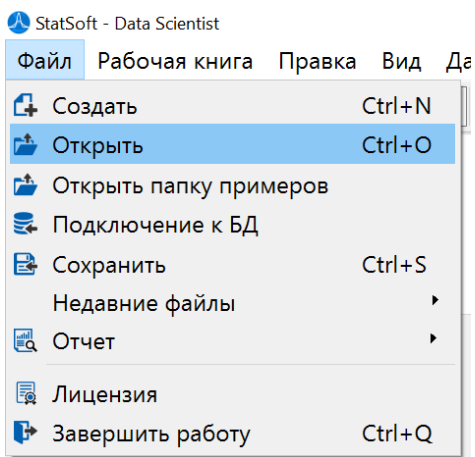 StatSoft - Data Scientist
Файл Рабочая книга Правка Вид Да
Создать Ctrl+N
Открыть Ctrl+O
Открыть папку примеров
Подключение к БД
Сохранить Ctrl+S
Недавние файлы
Отчет
Лицензия
Завершить работу Ctrl+Q